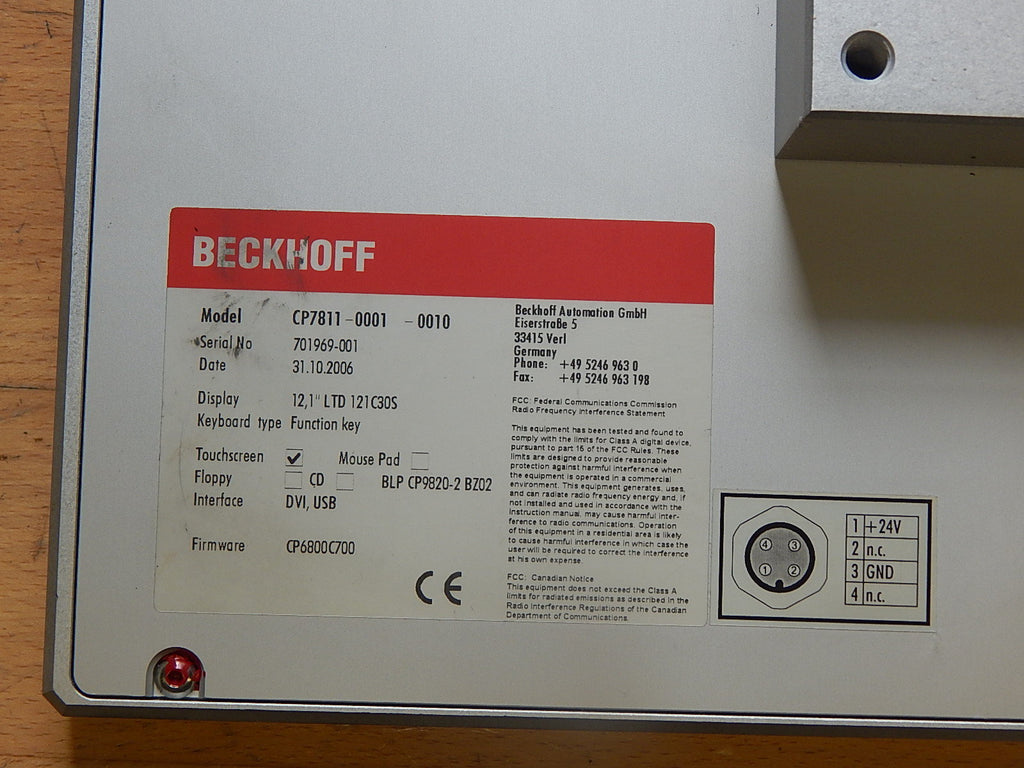 BECKHOFF
Model CP7811-0001 -0010
Serial No 701969-001
Date 31.10.2006
Display 12,1" LTD 121C30S
Keyboard type Function key
Touchscreen Mouse Pad
Floppy CD BLP CP9820-2 BZ02
Interface DVI, USB
Firmware CP6800C700
CE
Beckhoff Automation GmbH
Eiserstraße 5
33415 Verl
Germany
Phone: +49 5246 963 0
Fax: +49 5246 963 198
FCC: Federal Communications Commission
Radio Frequency Interference Statement
This equipment has been tested and found to
comply with the limits for Class A digital device,
pursuant to part 15 of the FCC Rules. These
limits are designed to provide reasonable
protection against harmful interference when
the equipment is operated in a commercial
environment. This equipment generates, uses,
and can radiate radio frequency energy and, if
not installed and used in accordance with the
instruction manual, may cause harmful inter-
ference to radio communications. Operation
of this equipment in a residential area is likely
to cause harmful interference in which case the
user will be required to correct the interference
at his own expense.
FCC: Canadian Notice
This equipment does not exceed the Class A
limits for radiated emissions as described in the
Radio Interference Regulations of the Canadian
Department of Communications.
4 3
1 2
1 +24V
2 n.c.
3 GND
4 n.c.